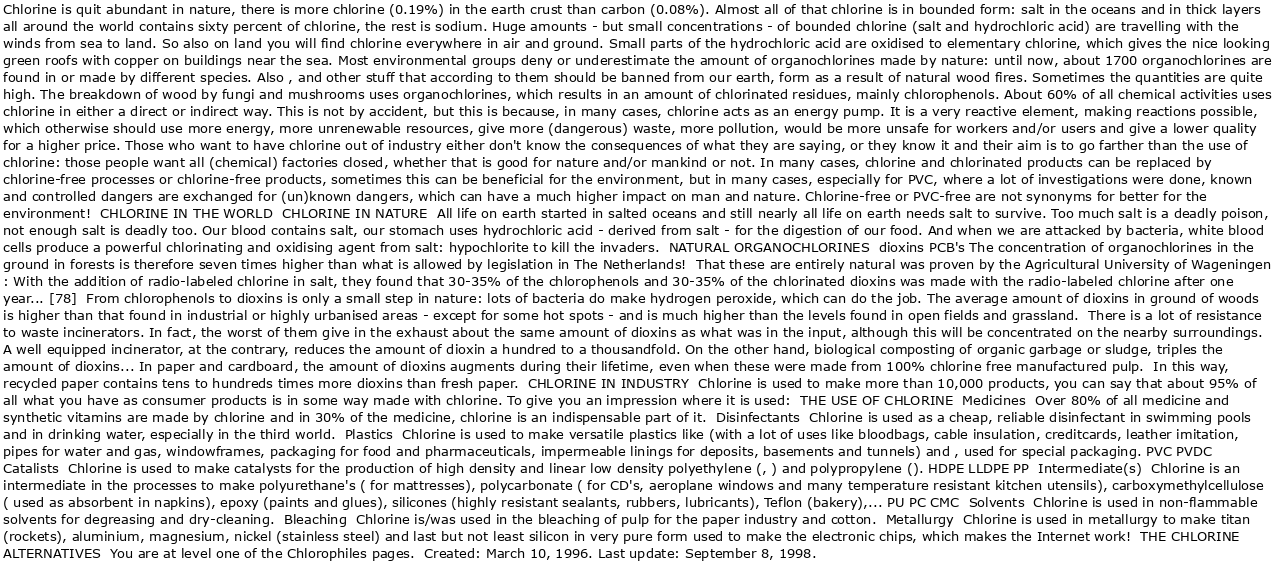 Chlorine is quit abundant in nature, there is more chlorine (0.19%) in the earth crust than carbon (0.08%). Almost all of that chlorine is in bounded form: salt in the oceans and in thick layers
all around the world contains sixty percent of chlorine, the rest is sodium. Huge amounts - but small concentrations - of bounded chlorine (salt and hydrochloric acid) are travelling with the
winds from sea to land. So also on land you will find chlorine everywhere in air and ground. Small parts of the hydrochloric acid are oxidised to elementary chlorine, which gives the nice looking
green roofs with copper on buildings near the sea. Most environmental groups deny or underestimate the amount of organochlorines made by nature: until now, about 1700 organochlorines are
found in or made by different species. Also , and other stuff that according to them should be banned from our earth, form as a result of natural wood fires. Sometimes the quantities are quite
high. The breakdown of wood by fungi and mushrooms uses organochlorines, which results in an amount of chlorinated residues, mainly chlorophenols. About 60% of all chemical activities uses
chlorine in either a direct or indirect way. This is not by accident, but this is because, in many cases, chlorine acts as an energy pump. It is a very reactive element, making reactions possible,
which otherwise should use more energy, more unrenewable resources, give more (dangerous) waste, more pollution, would be more unsafe for workers and/or users and give a lower quality
for a higher price. Those who want to have chlorine out of industry either don't know the consequences of what they are saying, or they know it and their aim is to go farther than the use of
chlorine: those people want all (chemical) factories closed, whether that is good for nature and/or mankind or not. In many cases, chlorine and chlorinated products can be replaced by
chlorine-free processes or chlorine-free products, sometimes this can be beneficial for the environment, but in many cases, especially for PVC, where a lot of investigations were done, known
and controlled dangers are exchanged for (un)known dangers, which can have a much higher impact on man and nature. Chlorine-free or PVC-free are not synonyms for better for the
environment! CHLORINE IN THE WORLD CHLORINE IN NATURE All life on earth started in salted oceans and still nearly all life on earth needs salt to survive. Too much salt is a deadly poison,
not enough salt is deadly too. Our blood contains salt, our stomach uses hydrochloric acid - derived from salt - for the digestion of our food. And when we are attacked by bacteria, white blood
cells produce a powerful chlorinating and oxidising agent from salt: hypochlorite to kill the invaders. NATURAL ORGANOCHLORINES dioxins PCB's The concentration of organochlorines in the
ground in forests is therefore seven times higher than what is allowed by legislation in The Netherlands! That these are entirely natural was proven by the Agricultural University of Wageningen
: With the addition of radio-labeled chlorine in salt, they found that 30-35% of the chlorophenols and 30-35% of the chlorinated dioxins was made with the radio-labeled chlorine after one
year... [78] From chlorophenols to dioxins is only a small step in nature: lots of bacteria do make hydrogen peroxide, which can do the job. The average amount of dioxins in ground of woods
is higher than that found in industrial or highly urbanised areas - except for some hot spots - and is much higher than the levels found in open fields and grassland. There is a lot of resistance
to waste incinerators. In fact, the worst of them give in the exhaust about the same amount of dioxins as what was in the input, although this will be concentrated on the nearby surroundings.
A well equipped incinerator, at the contrary, reduces the amount of dioxin a hundred to a thousandfold. On the other hand, biological composting of organic garbage or sludge, triples the
amount of dioxins... In paper and cardboard, the amount of dioxins augments during their lifetime, even when these were made from 100% chlorine free manufactured pulp. In this way,
recycled paper contains tens to hundreds times more dioxins than fresh paper. CHLORINE IN INDUSTRY Chlorine is used to make more than 10,000 products, you can say that about 95% of
all what you have as consumer products is in some way made with chlorine. To give you an impression where it is used: THE USE OF CHLORINE Medicines Over 80% of all medicine and
synthetic vitamins are made by chlorine and in 30% of the medicine, chlorine is an indispensable part of it. Disinfectants Chlorine is used as a cheap, reliable disinfectant in swimming pools
and in drinking water, especially in the third world. Plastics Chlorine is used to make versatile plastics like (with a lot of uses like bloodbags, cable insulation, creditcards, leather imitation,
pipes for water and gas, windowframes, packaging for food and pharmaceuticals, impermeable linings for deposits, basements and tunnels) and , used for special packaging. PVC PVDC
Catalists Chlorine is used to make catalysts for the production of high density and linear low density polyethylene (, ) and polypropylene (). HDPE LLDPE PP Intermediate(s) Chlorine is an
intermediate in the processes to make polyurethane's ( for mattresses), polycarbonate ( for CD's, aeroplane windows and many temperature resistant kitchen utensils), carboxymethylcellulose
( used as absorbent in napkins), epoxy (paints and glues), silicones (highly resistant sealants, rubbers, lubricants), Teflon (bakery),... PU PC CMC Solvents Chlorine is used in non-flammable
solvents for degreasing and dry-cleaning. Bleaching Chlorine is/was used in the bleaching of pulp for the paper industry and cotton. Metallurgy Chlorine is used in metallurgy to make titan
(rockets), aluminium, magnesium, nickel (stainless steel) and last but not least silicon in very pure form used to make the electronic chips, which makes the Internet work! THE CHLORINE
ALTERNATIVES You are at level one of the Chlorophiles pages. Created: March 10, 1996. Last update: September 8, 1998.